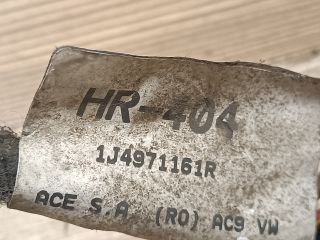 HR-404
1J4971161R
ACE S.A. (RO) AC9 VW